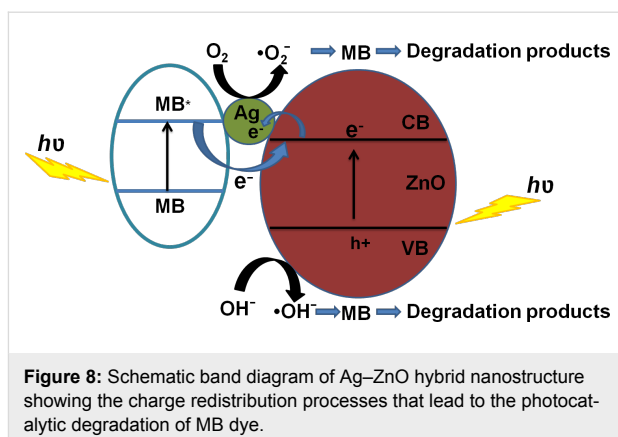 O₂ •O₂⁻ ➔ MB ➔ Degradation products
MB* Ag e⁻ e⁻ CB
hυ ZnO hυ
MB e⁻
h+ VB
OH⁻ •OH⁻ ➔ MB ➔ Degradation products
Figure 8: Schematic band diagram of Ag–ZnO hybrid nanostructure
showing the charge redistribution processes that lead to the photocat-
alytic degradation of MB dye.